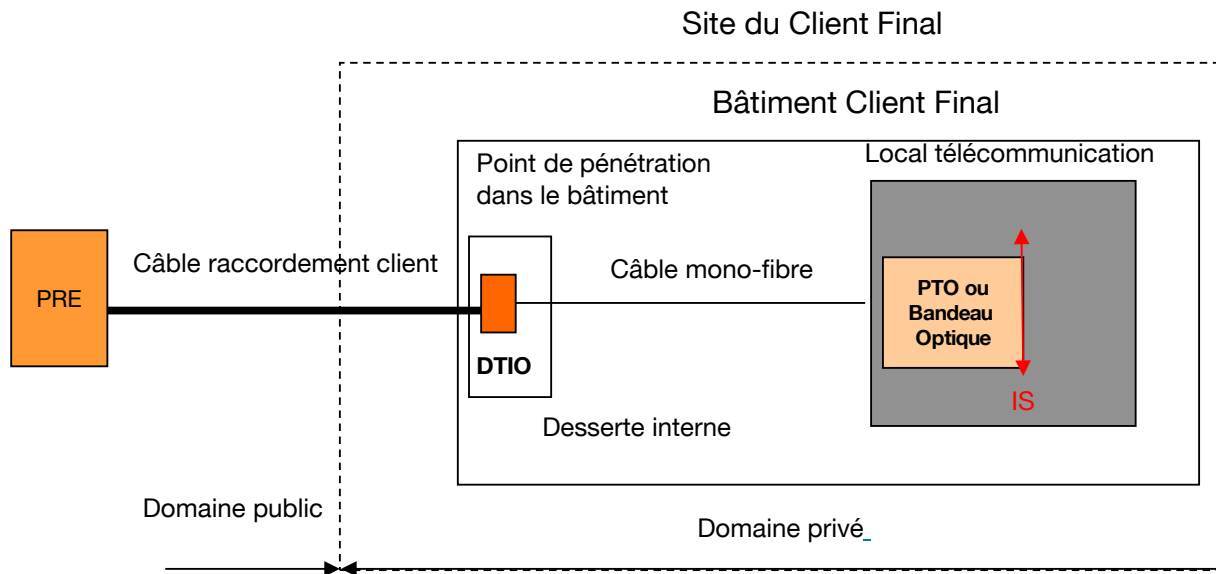 Site du Client Final
Bâtiment Client Final
Point de pénétration
dans le bâtiment
Local télécommunication
PRE
Câble raccordement client
Câble mono-fibre
PTO ou
Bandeau
Optique
DTIO
IS
Desserte interne
Domaine public
Domaine privé